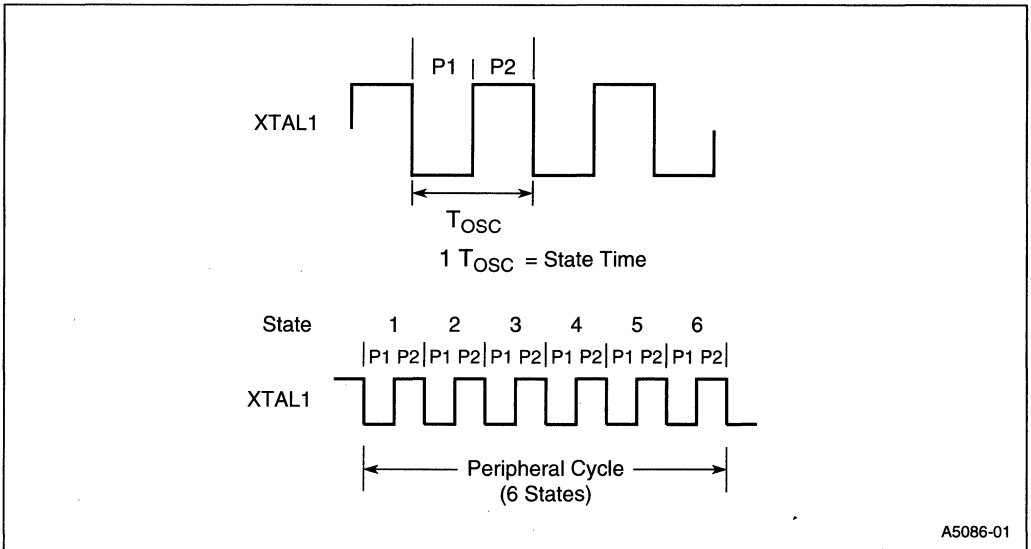 P1 P2
XTAL1
TOSC
1 TOSC = State Time
State 1 2 3 4 5 6
P1 P2 P1 P2 P1 P2 P1 P2 P1 P2 P1 P2
XTAL1
Peripheral Cycle
(6 States)
A5086-01